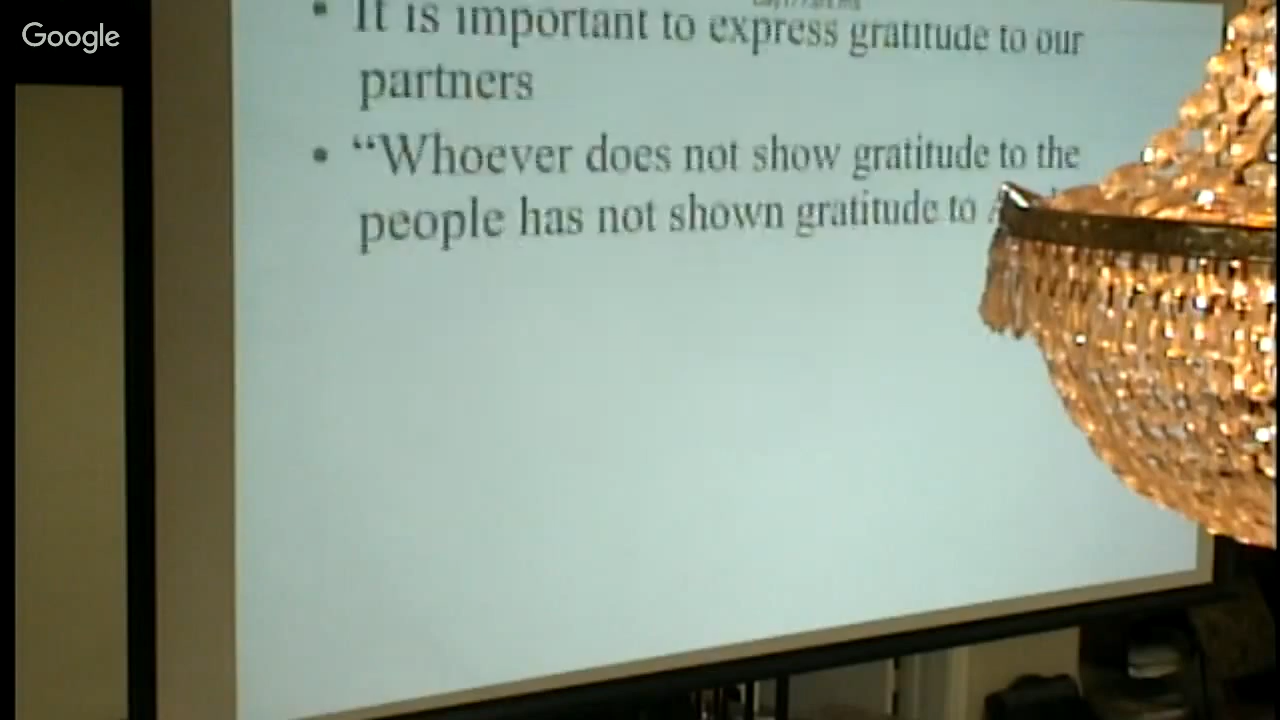 Google
• It is important to express gratitude to our
partners
• “Whoever does not show gratitude to the
people has not shown gratitude to